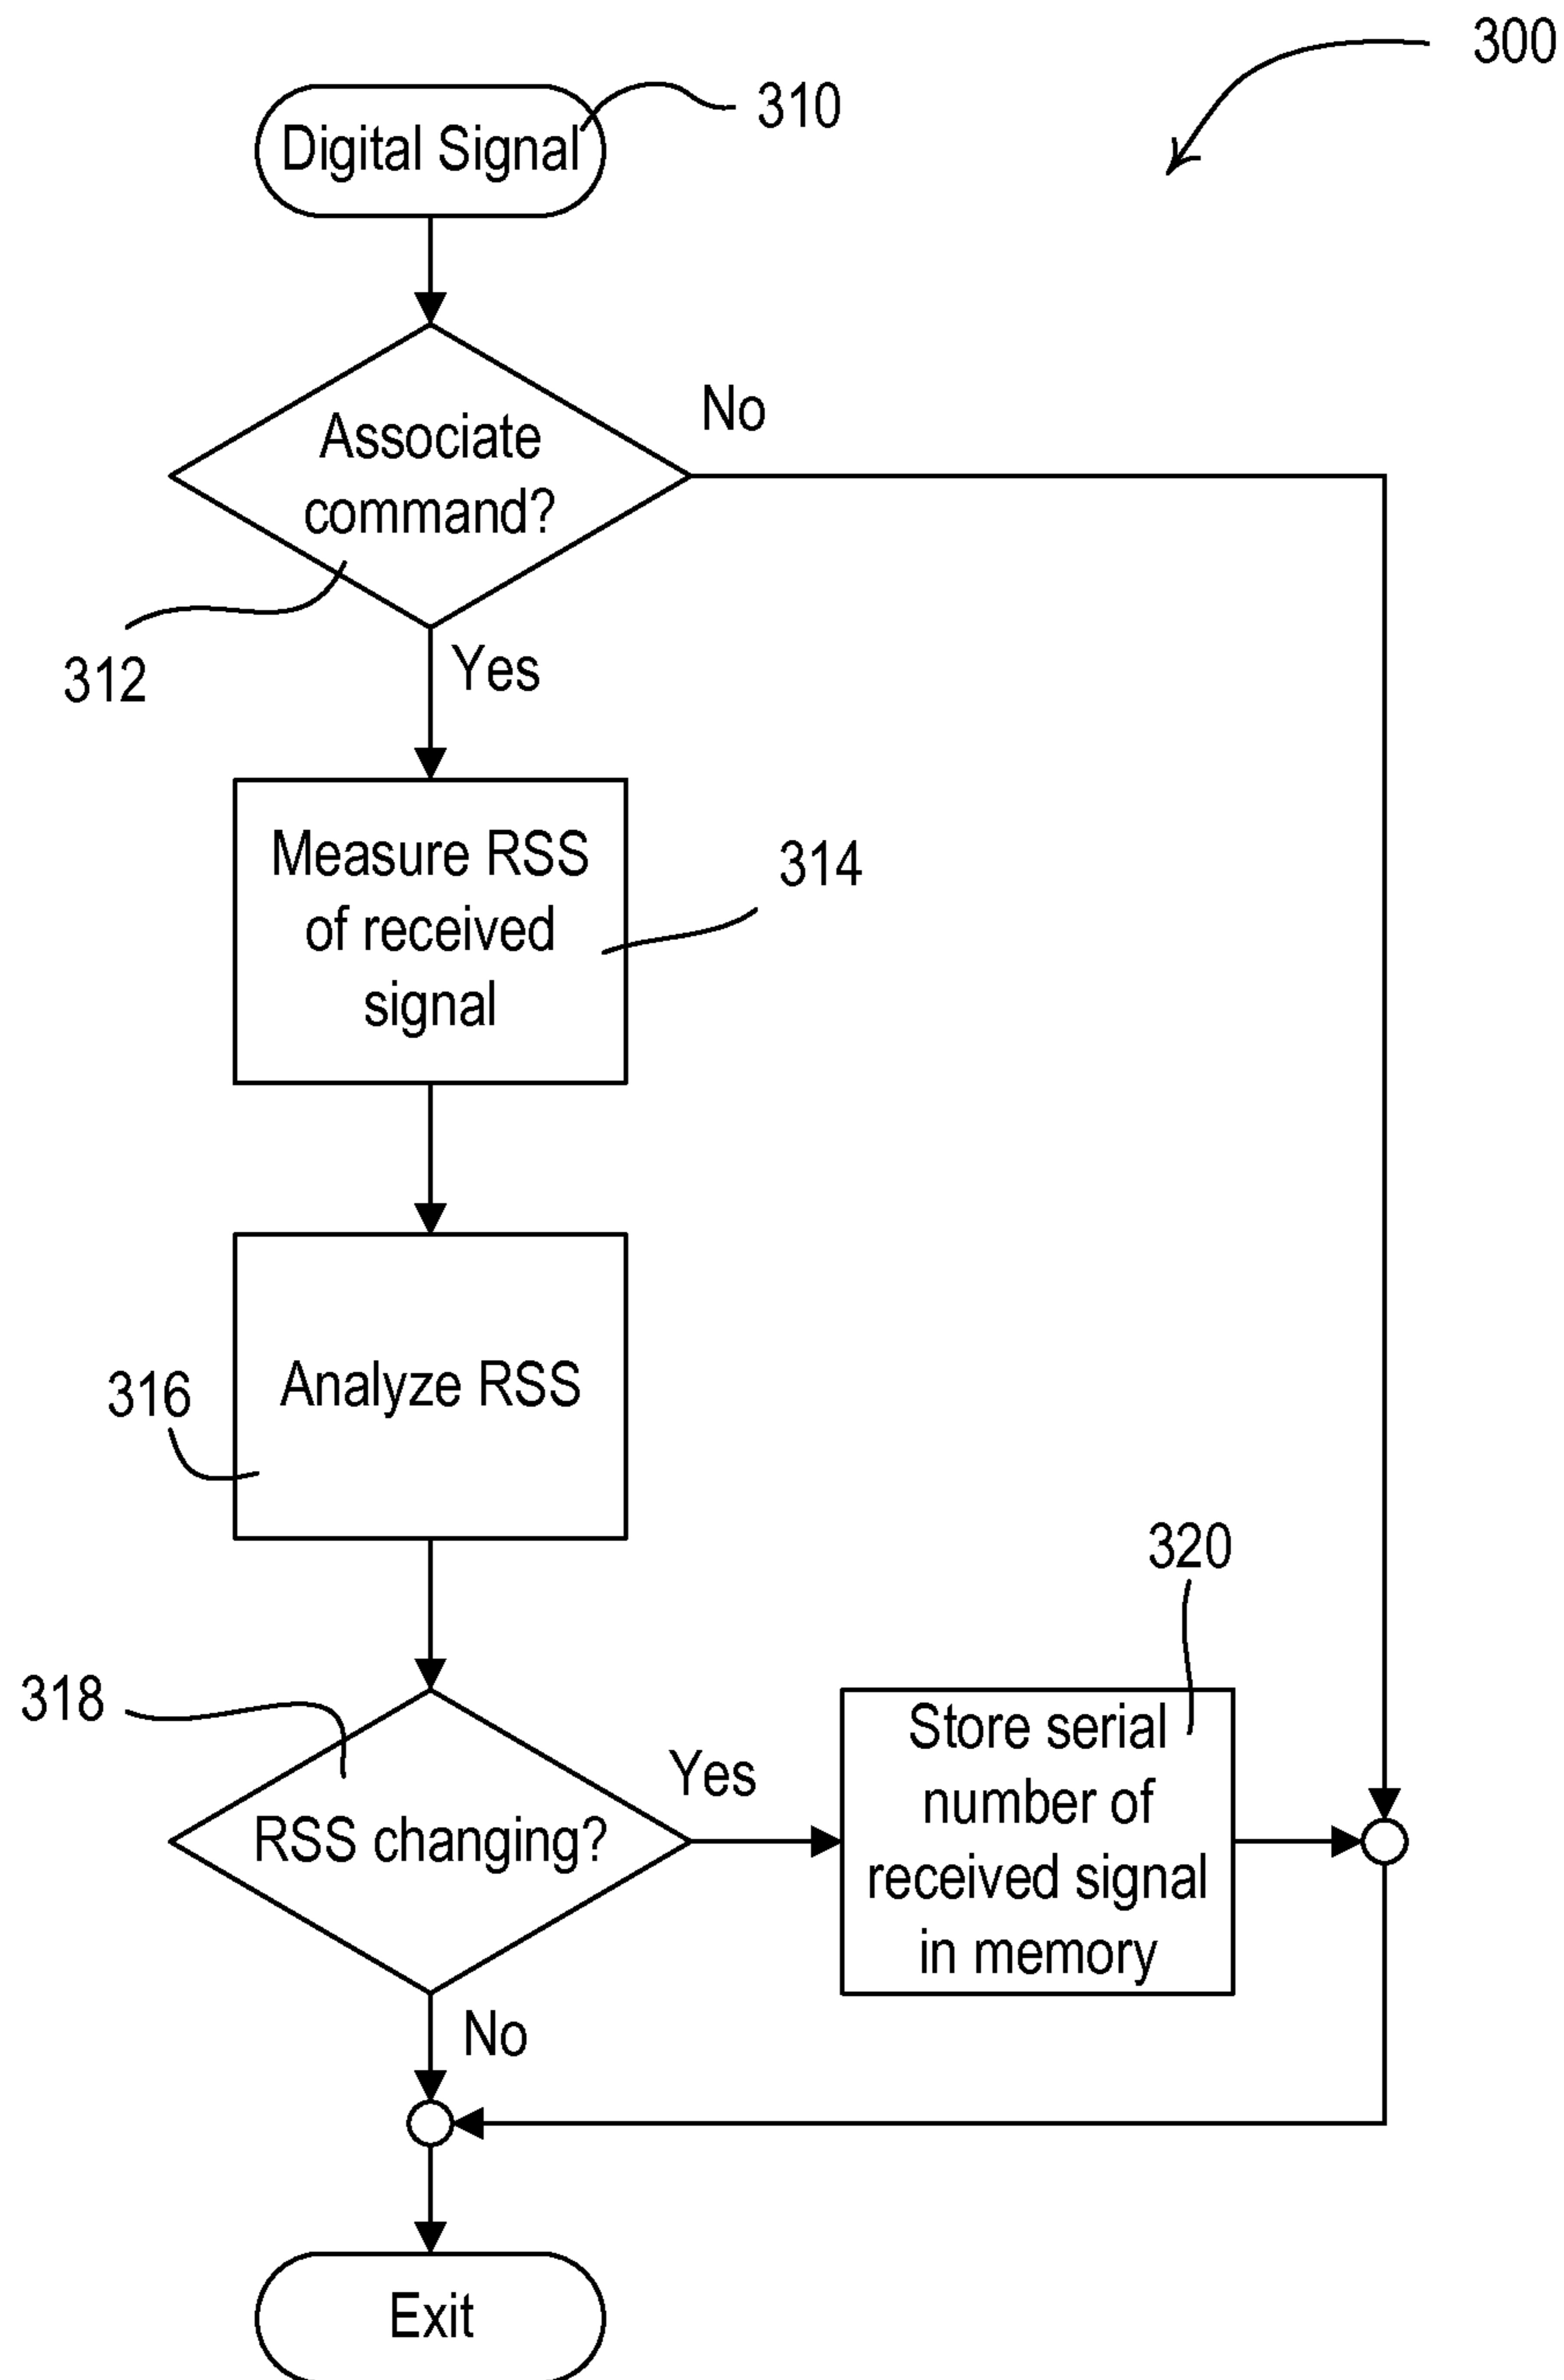 300
310
Digital Signal
No
Associate
command?
312
Yes
Measure RSS
of received
signal
314
Analyze RSS
316
320
318
Store serial
number of
received signal
in memory
Yes
RSS changing?
No
Exit